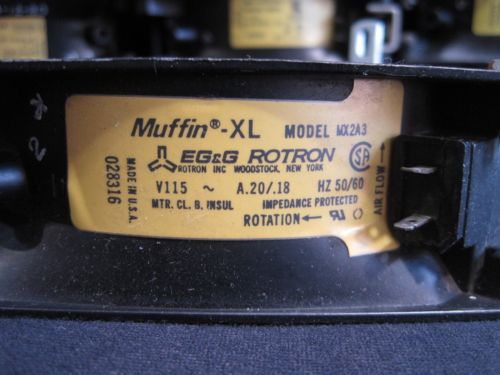 Muffin®-XL MODEL MX2A3
EG&G ROTRON
ROTRON INC WOODSTOCK, NEW YORK
V115 ~ A.20/.18 HZ 50/60
MTR. CL. B. INSUL IMPEDANCE PROTECTED
ROTATION ←
MADE IN U.S.A.
029316
AIR FLOW →